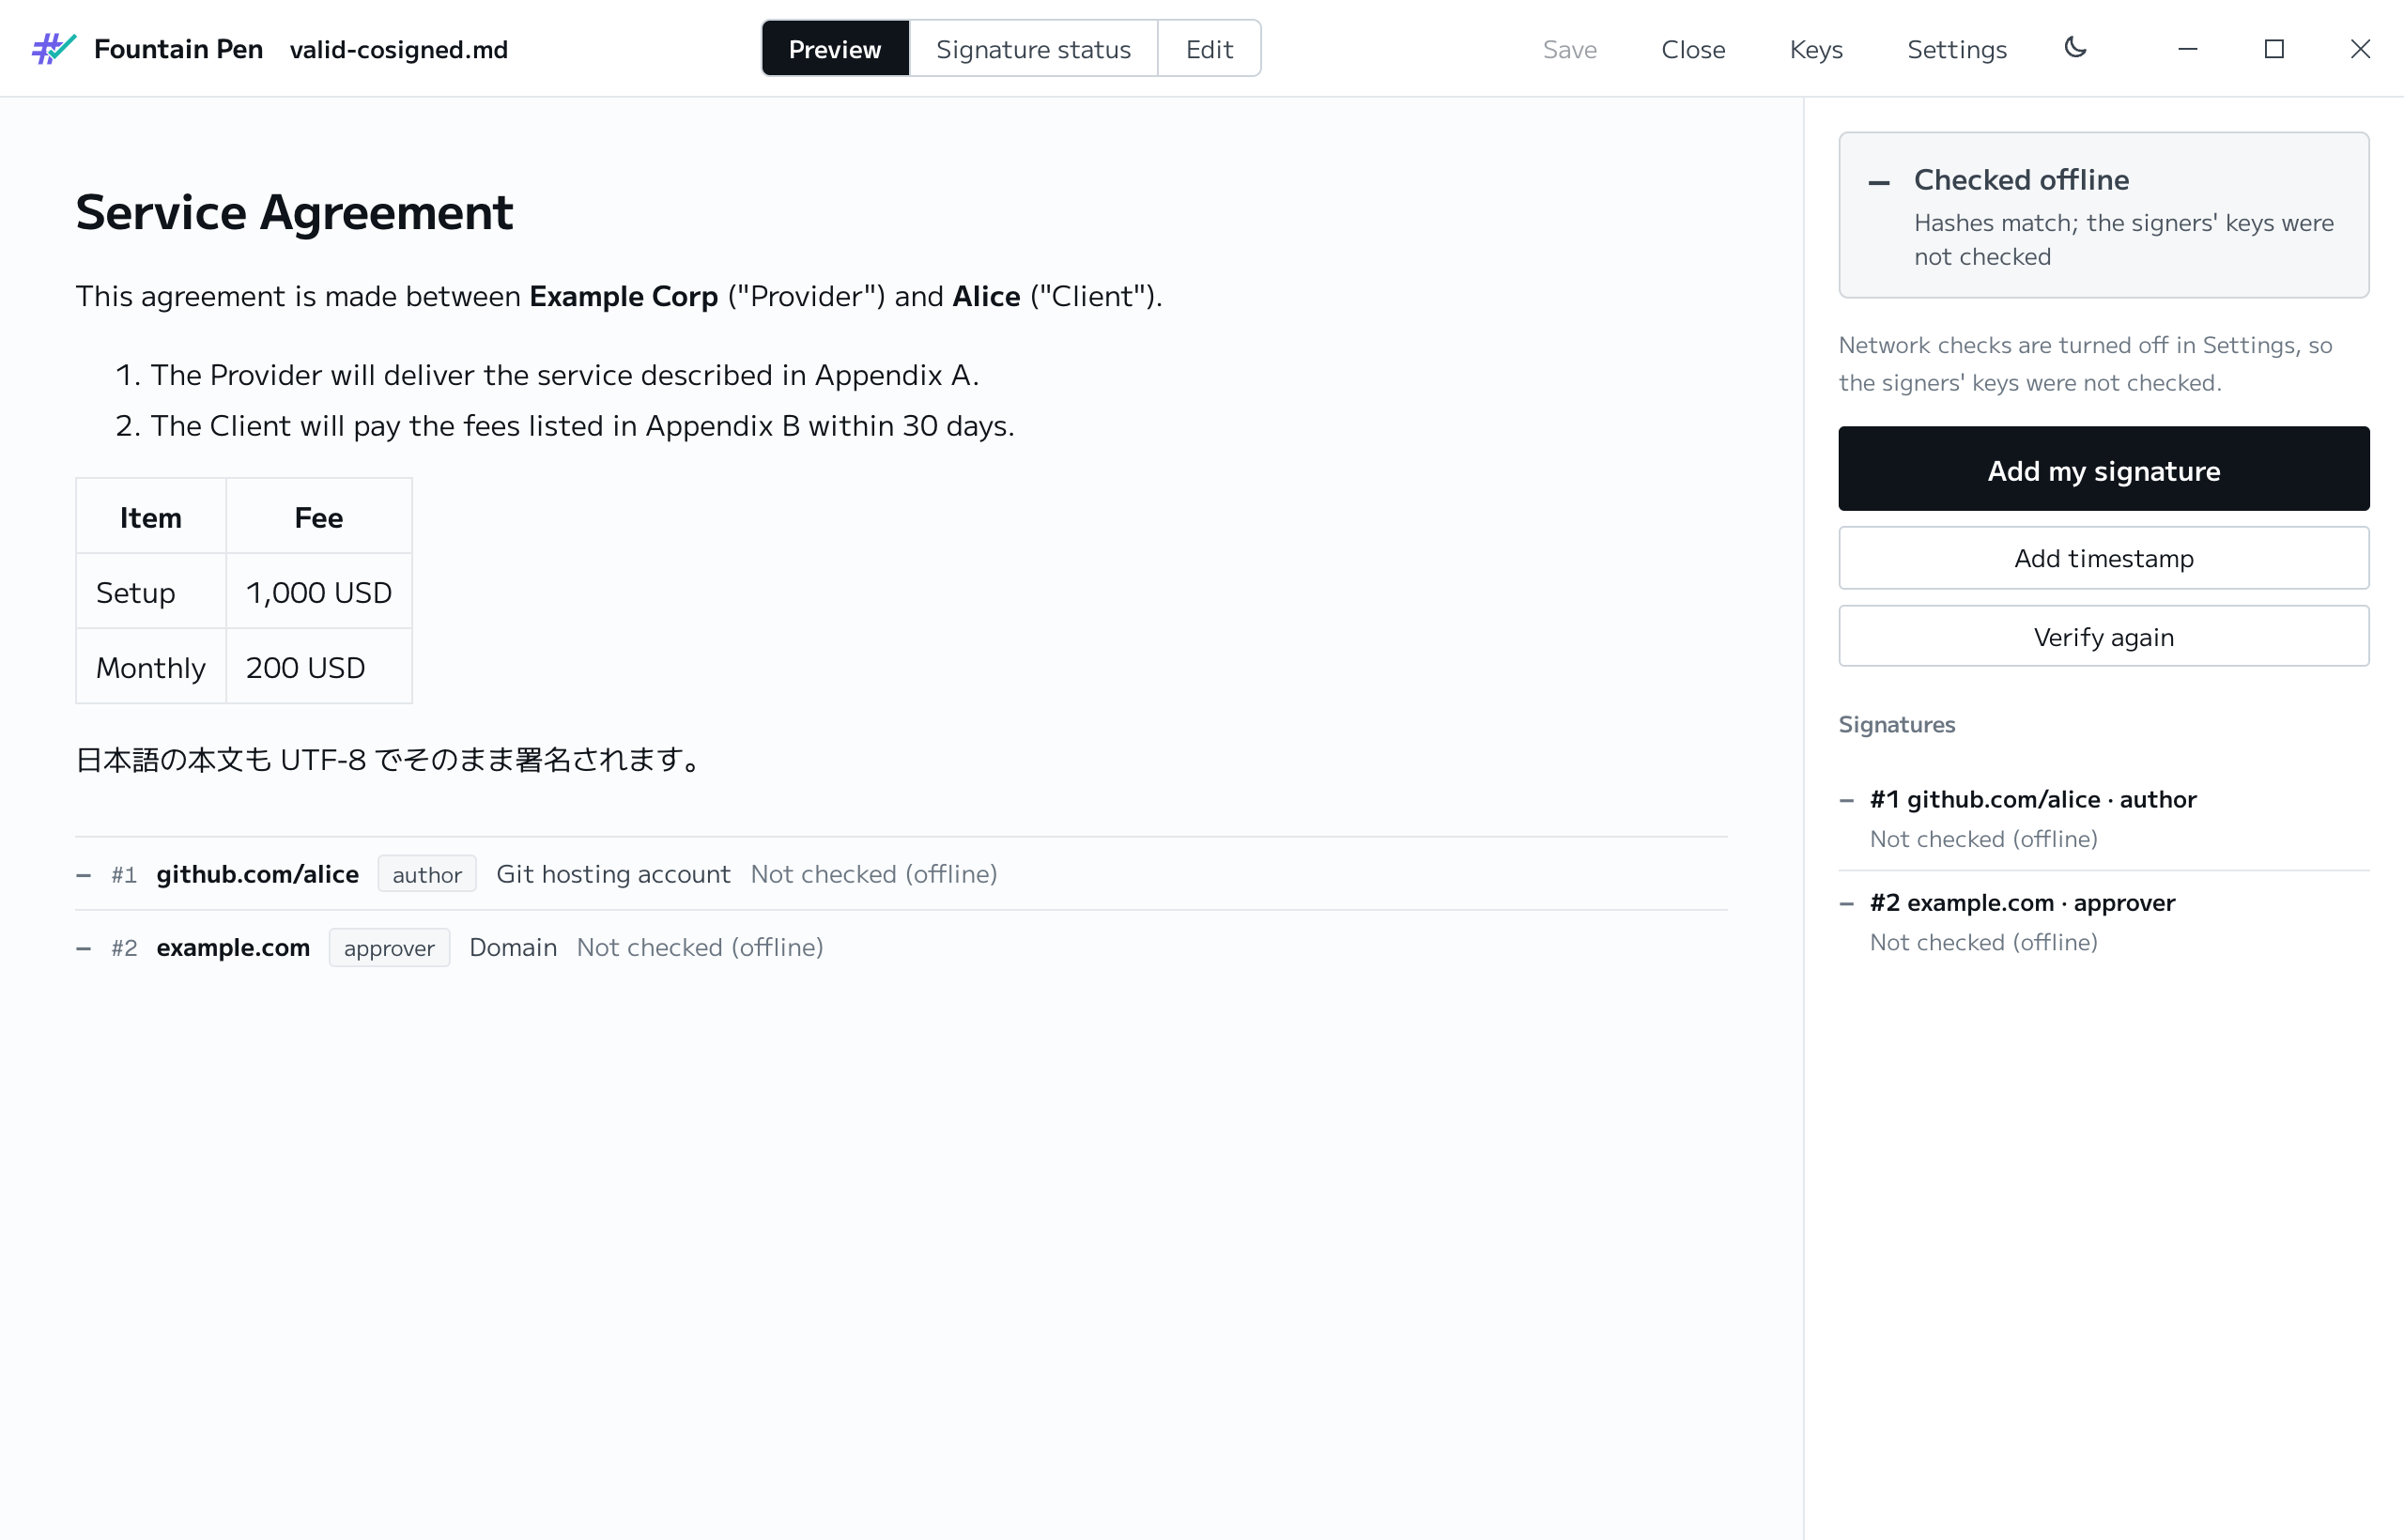 Fountain Pen valid-cosigned.md Preview Signature status Edit Save Close Keys Settings
Service Agreement
This agreement is made between Example Corp ("Provider") and Alice ("Client").
1. The Provider will deliver the service described in Appendix A.
2. The Client will pay the fees listed in Appendix B within 30 days.
Item Fee
Setup 1,000 USD
Monthly 200 USD
日本語の本文も UTF-8 でそのまま署名されます。
– #1 github.com/alice author Git hosting account Not checked (offline)
– #2 example.com approver Domain Not checked (offline)
– Checked offline
Hashes match; the signers' keys were
not checked
Network checks are turned off in Settings, so
the signers' keys were not checked.
Add my signature
Add timestamp
Verify again
Signatures
– #1 github.com/alice · author
Not checked (offline)
– #2 example.com · approver
Not checked (offline)